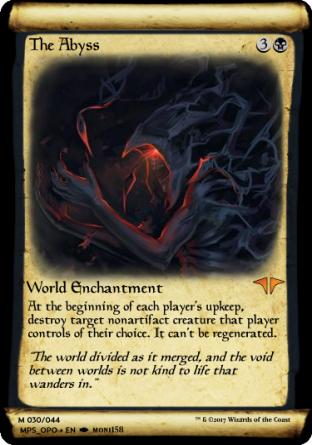 The Abyss 3
World Enchantment
At the beginning of each player's upkeep,
destroy target nonartifact creature that player
controls of their choice. It can't be regenerated.
"The world divided as it merged, and the void
between worlds is not kind to life that
wanders in."
M 030/044
MPS_OPO • EN MONJ158
™ & ©2017 Wizards of the Coast